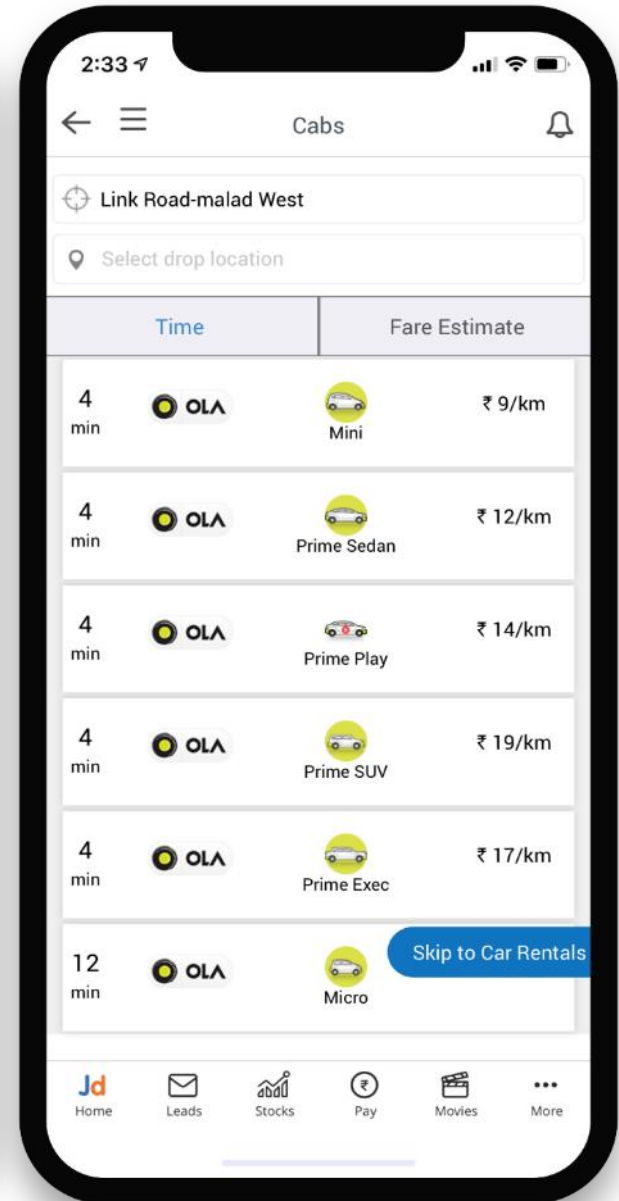 2:33
Cabs
Link Road-malad West
Select drop location
Time
Fare Estimate
4 min
OLA
Mini
₹ 9/km
4 min
OLA
Prime Sedan
₹ 12/km
4 min
OLA
Prime Play
₹ 14/km
4 min
OLA
Prime SUV
₹ 19/km
4 min
OLA
Prime Exec
₹ 17/km
12 min
OLA
Micro
Skip to Car Rentals
Jd
Home
Leads
Stocks
₹
Pay
Movies
More